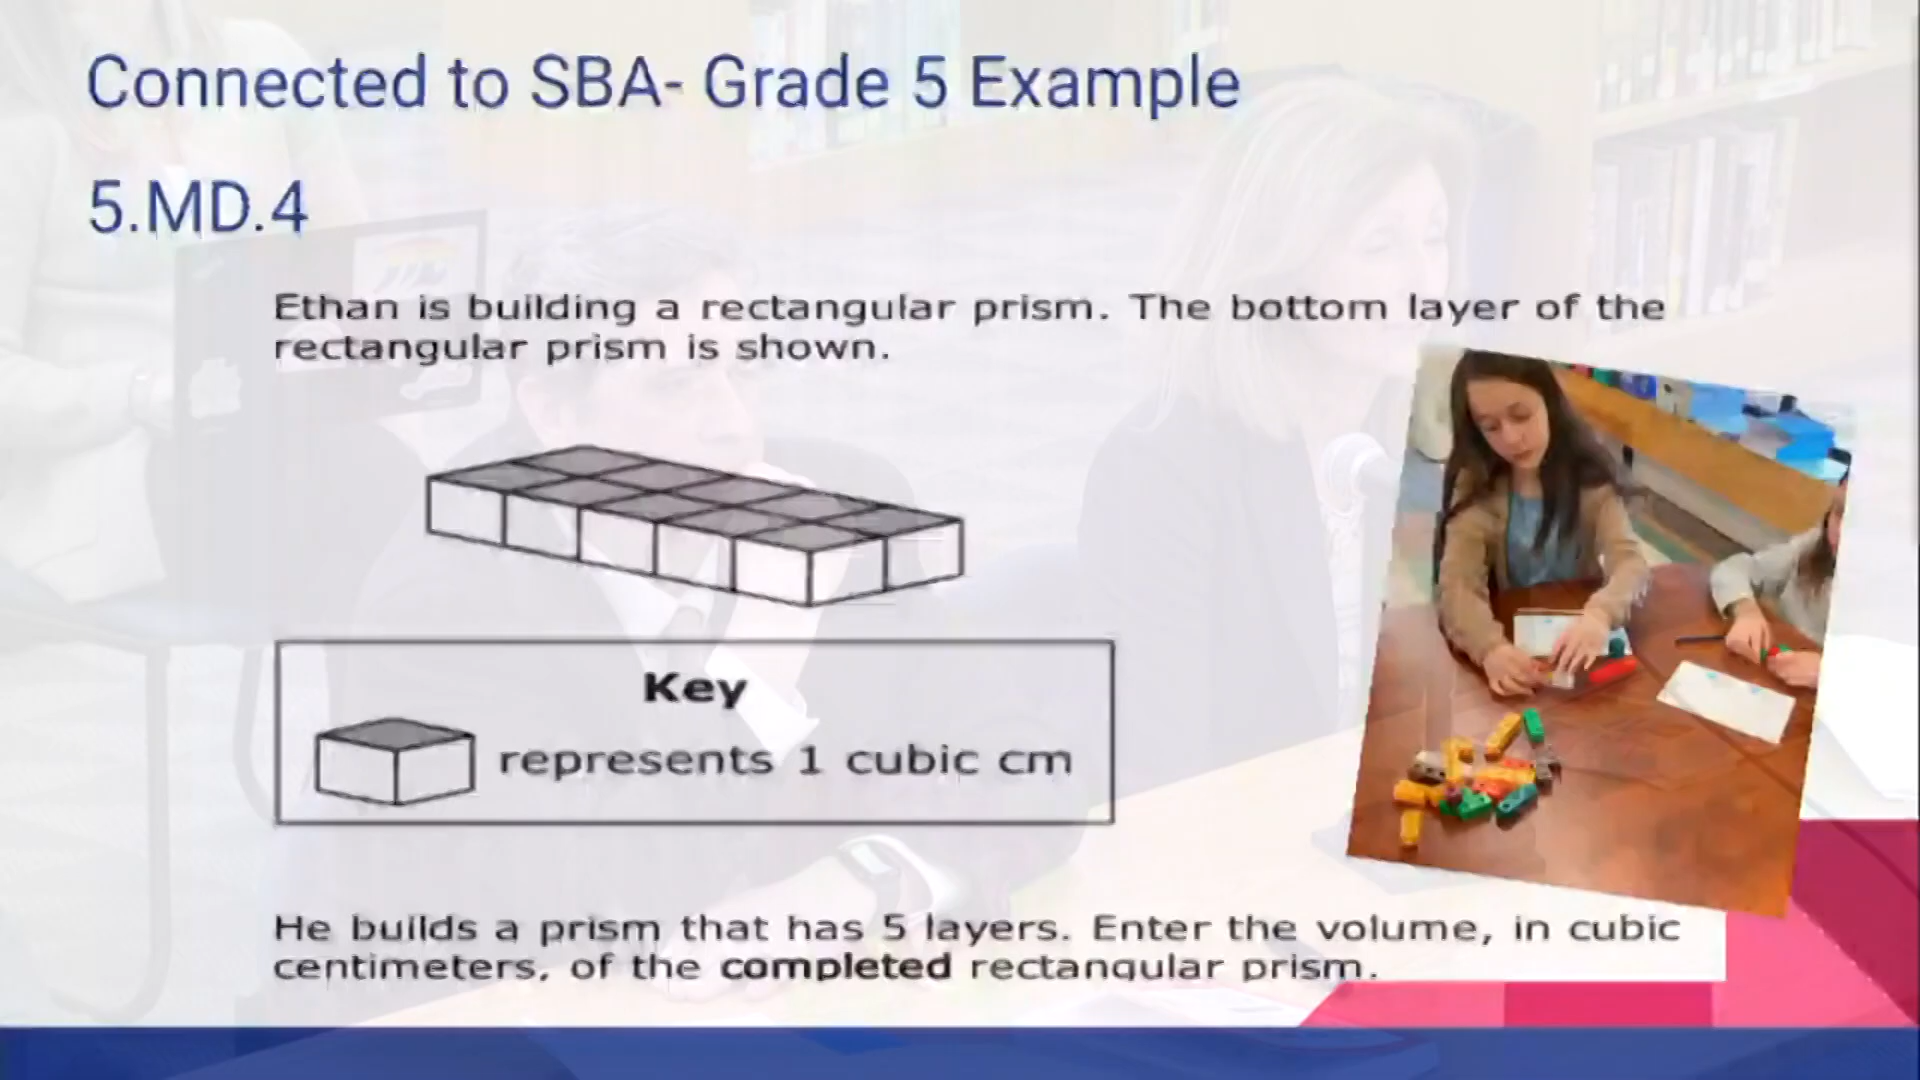 Connected to SBA- Grade 5 Example
5.MD.4
Ethan is building a rectangular prism. The bottom layer of the
rectangular prism is shown.
Key
represents 1 cubic cm
He builds a prism that has 5 layers. Enter the volume, in cubic
centimeters, of the completed rectangular prism.